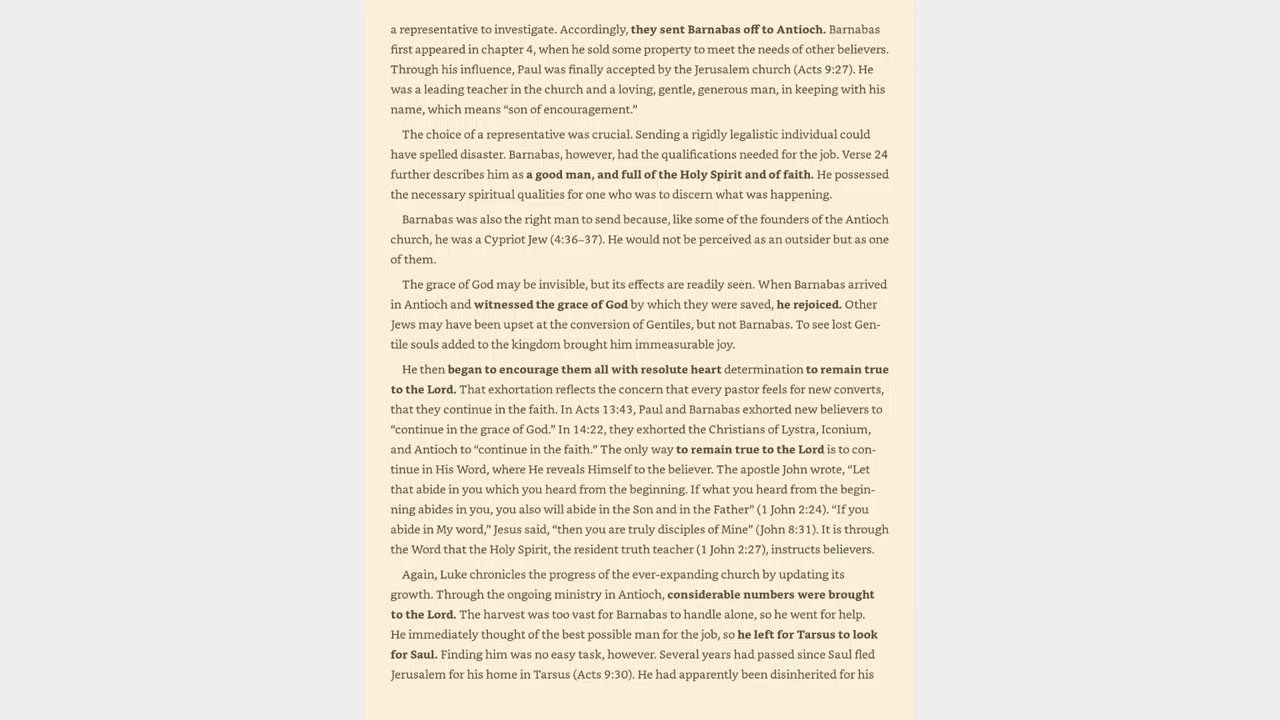 a representative to investigate. Accordingly, they sent Barnabas off to Antioch. Barnabas
first appeared in chapter 4, when he sold some property to meet the needs of other believers.
Through his influence, Paul was finally accepted by the Jerusalem church (Acts 9:27). He
was a leading teacher in the church and a loving, gentle, generous man, in keeping with his
name, which means “son of encouragement.”
The choice of a representative was crucial. Sending a rigidly legalistic individual could
have spelled disaster. Barnabas, however, had the qualifications needed for the job. Verse 24
further describes him as a good man, and full of the Holy Spirit and of faith. He possessed
the necessary spiritual qualities for one who was to discern what was happening.
Barnabas was also the right man to send because, like some of the founders of the Antioch
church, he was a Cypriot Jew (4:36–37). He would not be perceived as an outsider but as one
of them.
The grace of God may be invisible, but its effects are readily seen. When Barnabas arrived
in Antioch and witnessed the grace of God by which they were saved, he rejoiced. Other
Jews may have been upset at the conversion of Gentiles, but not Barnabas. To see lost Gen-
tile souls added to the kingdom brought him immeasurable joy.
He then began to encourage them all with resolute heart determination to remain true
to the Lord. That exhortation reflects the concern that every pastor feels for new converts,
that they continue in the faith. In Acts 13:43, Paul and Barnabas exhorted new believers to
“continue in the grace of God.” In 14:22, they exhorted the Christians of Lystra, Iconium,
and Antioch to “continue in the faith.” The only way to remain true to the Lord is to con-
tinue in His Word, where He reveals Himself to the believer. The apostle John wrote, “Let
that abide in you which you heard from the beginning. If what you heard from the begin-
ning abides in you, you also will abide in the Son and in the Father” (1 John 2:24). “If you
abide in My word,” Jesus said, “then you are truly disciples of Mine” (John 8:31). It is through
the Word that the Holy Spirit, the resident truth teacher (1 John 2:27), instructs believers.
Again, Luke chronicles the progress of the ever-expanding church by updating its
growth. Through the ongoing ministry in Antioch, considerable numbers were brought
to the Lord. The harvest was too vast for Barnabas to handle alone, so he went for help.
He immediately thought of the best possible man for the job, so he left for Tarsus to look
for Saul. Finding him was no easy task, however. Several years had passed since Saul fled
Jerusalem for his home in Tarsus (Acts 9:30). He had apparently been disinherited for his